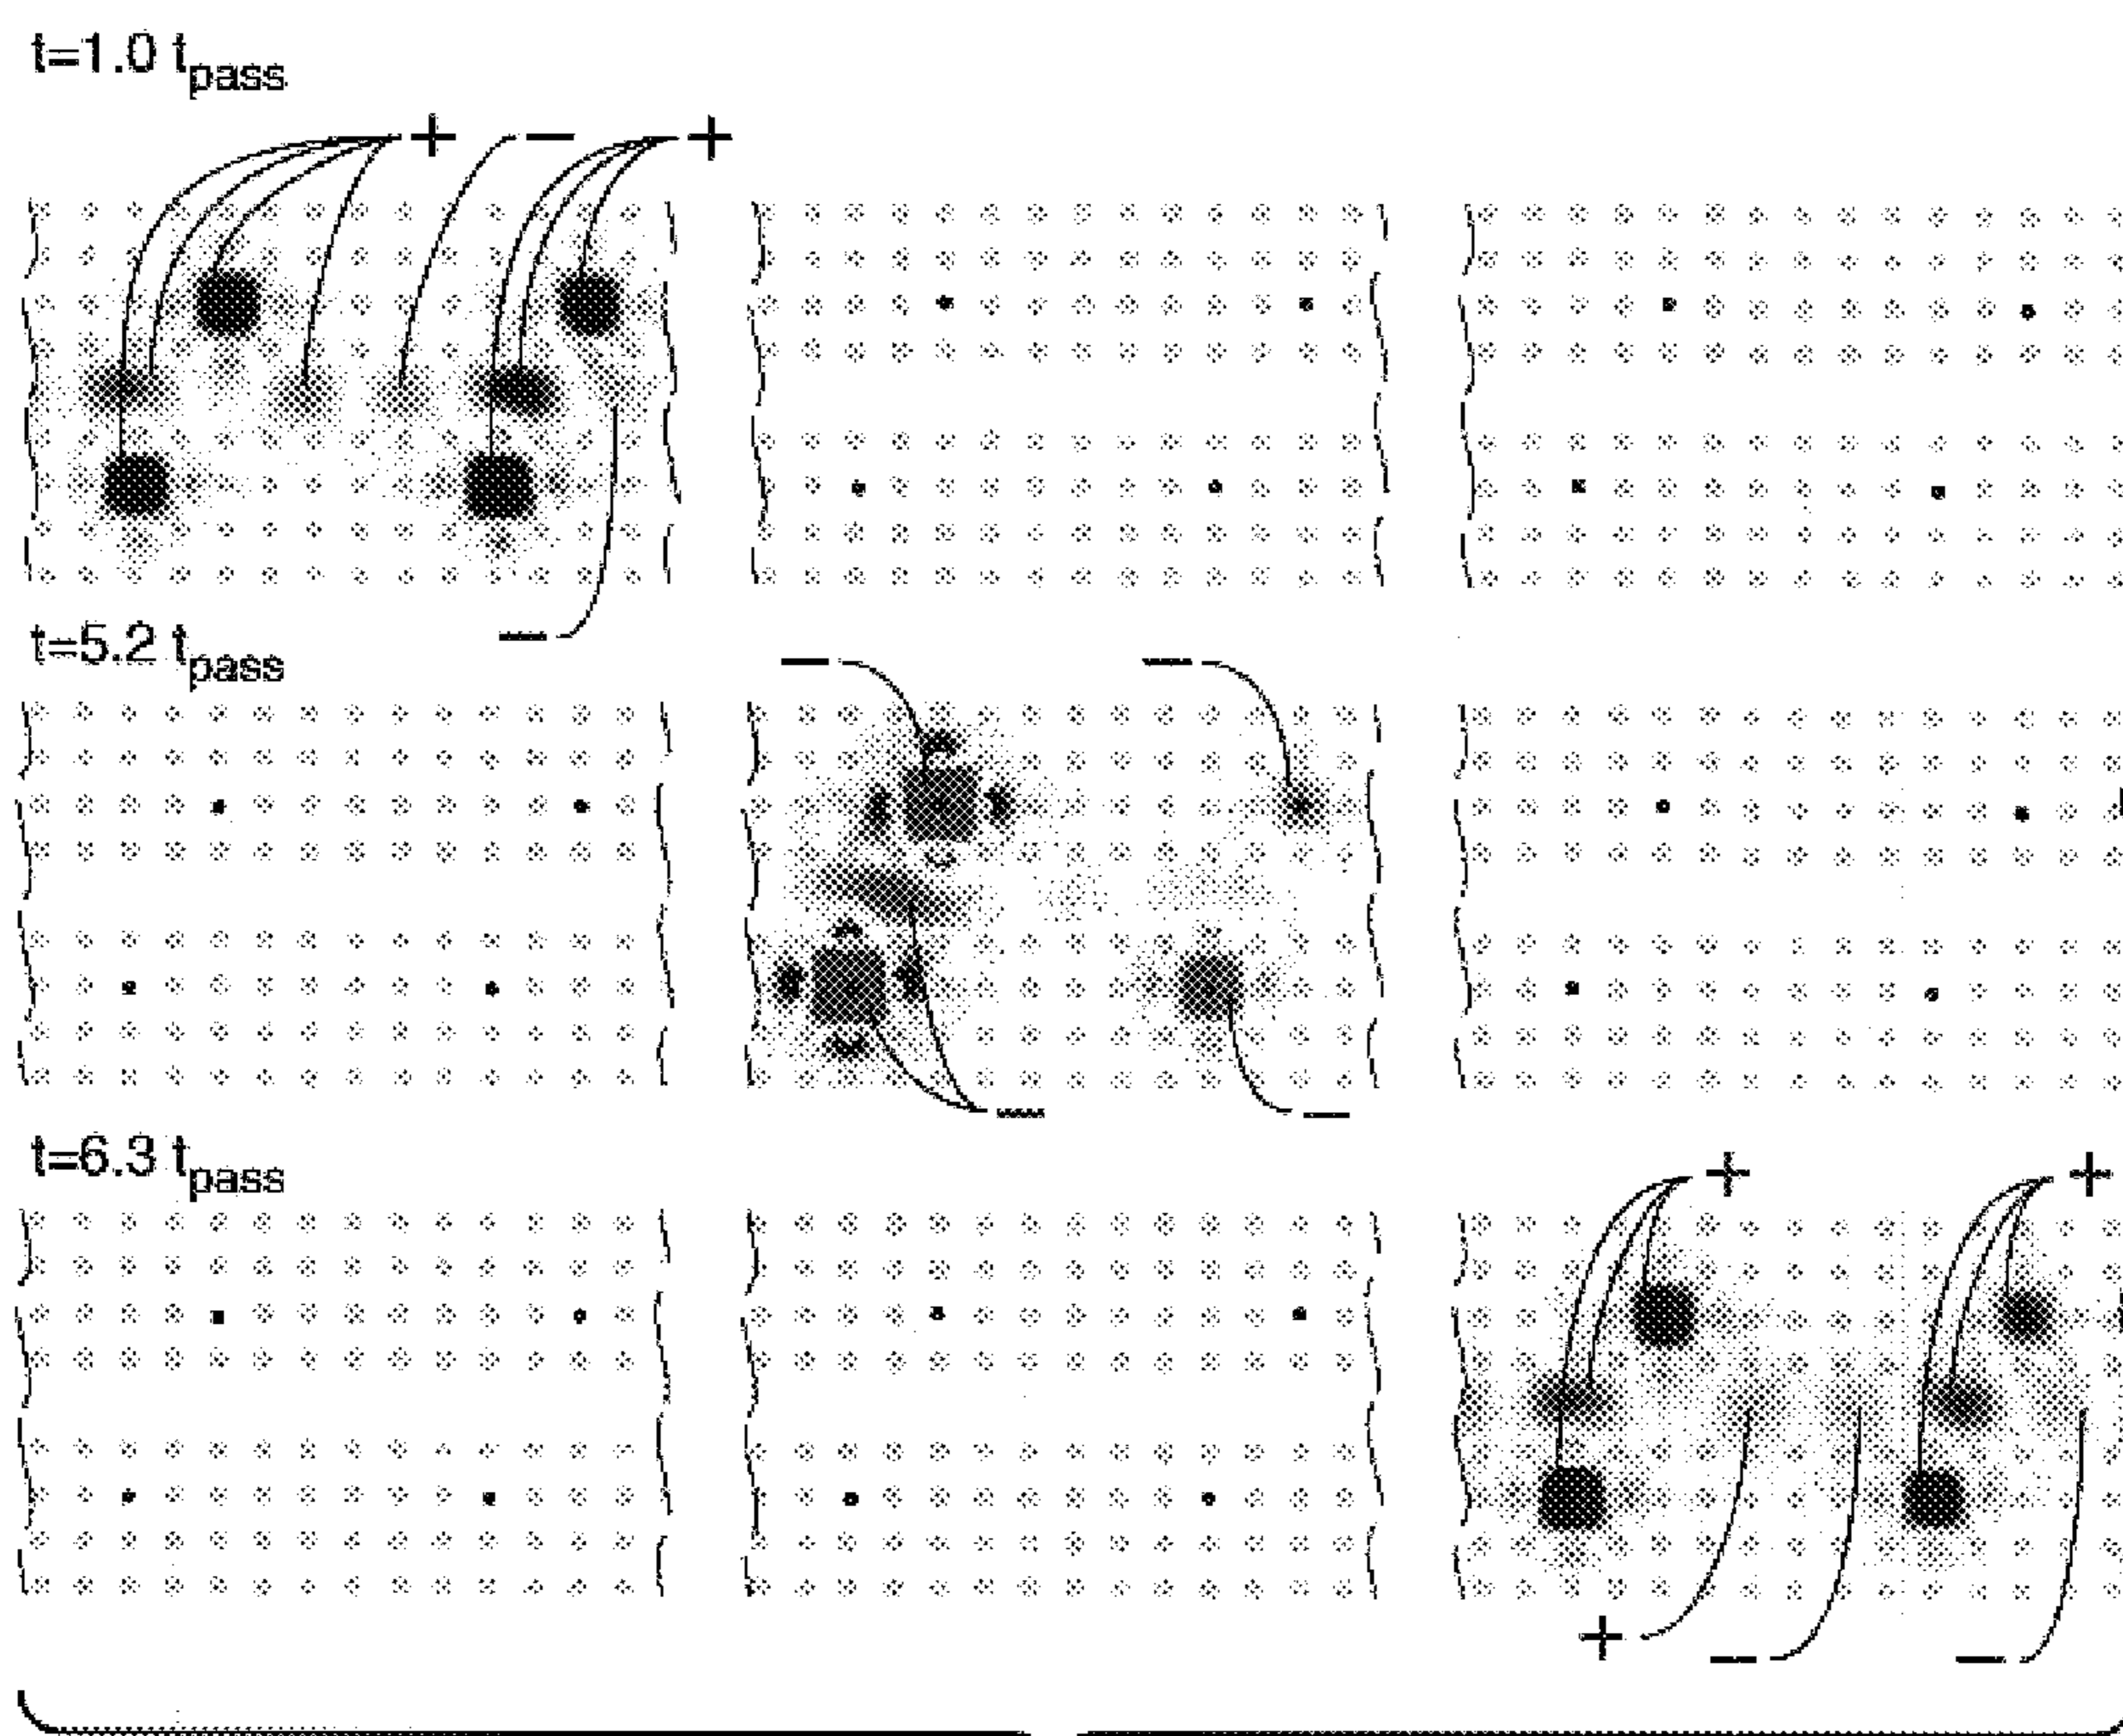 t=1.0 tpass
+ − +
−
t=5.2 tpass
− −
− −
t=6.3 tpass
+ +
+ − −